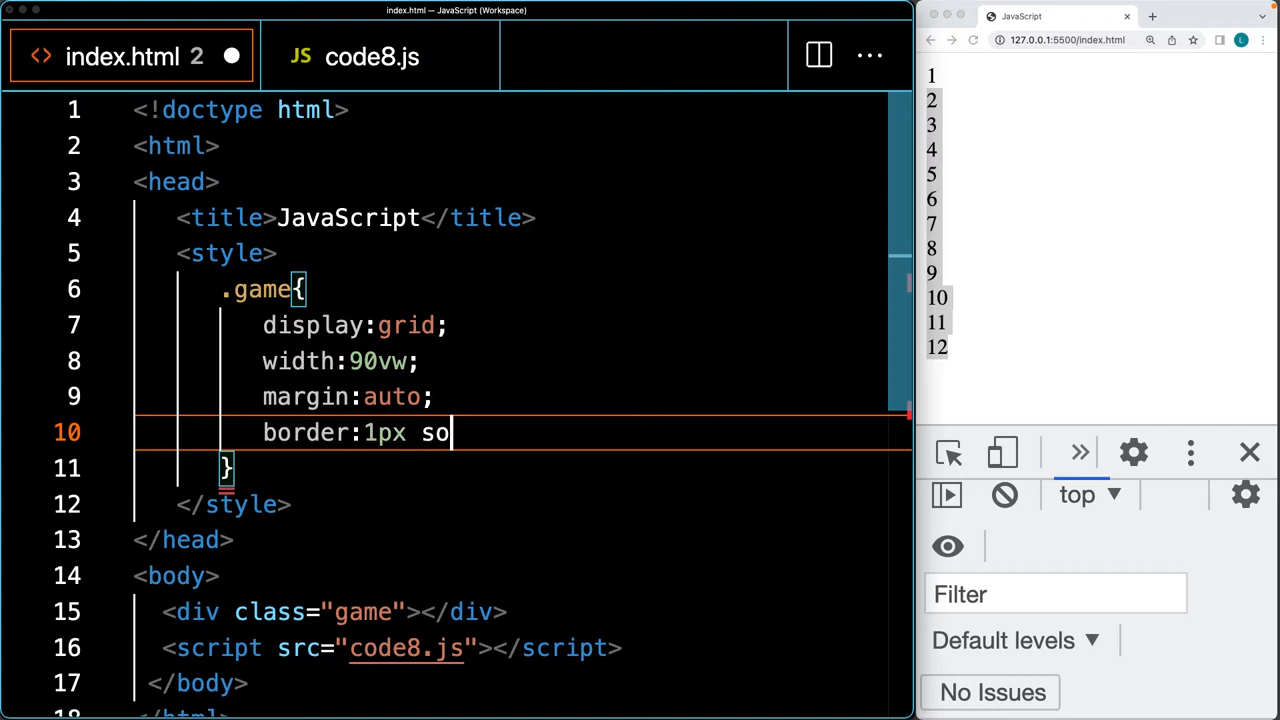 index.html — JavaScript (Workspace)
<> index.html 2
JS code8.js
1 <!doctype html>
2 <html>
3 <head>
4 <title>JavaScript</title>
5 <style>
6 .game{
7 display:grid;
8 width:90vw;
9 margin:auto;
10 border:1px so
11 }
12 </style>
13 </head>
14 <body>
15 <div class="game"></div>
16 <script src="code8.js"></script>
17 </body>
18 </html>
JavaScript
127.0.0.1:5500/index.html
L
1
2
3
4
5
6
7
8
9
10
11
12
top
Filter
Default levels
No Issues